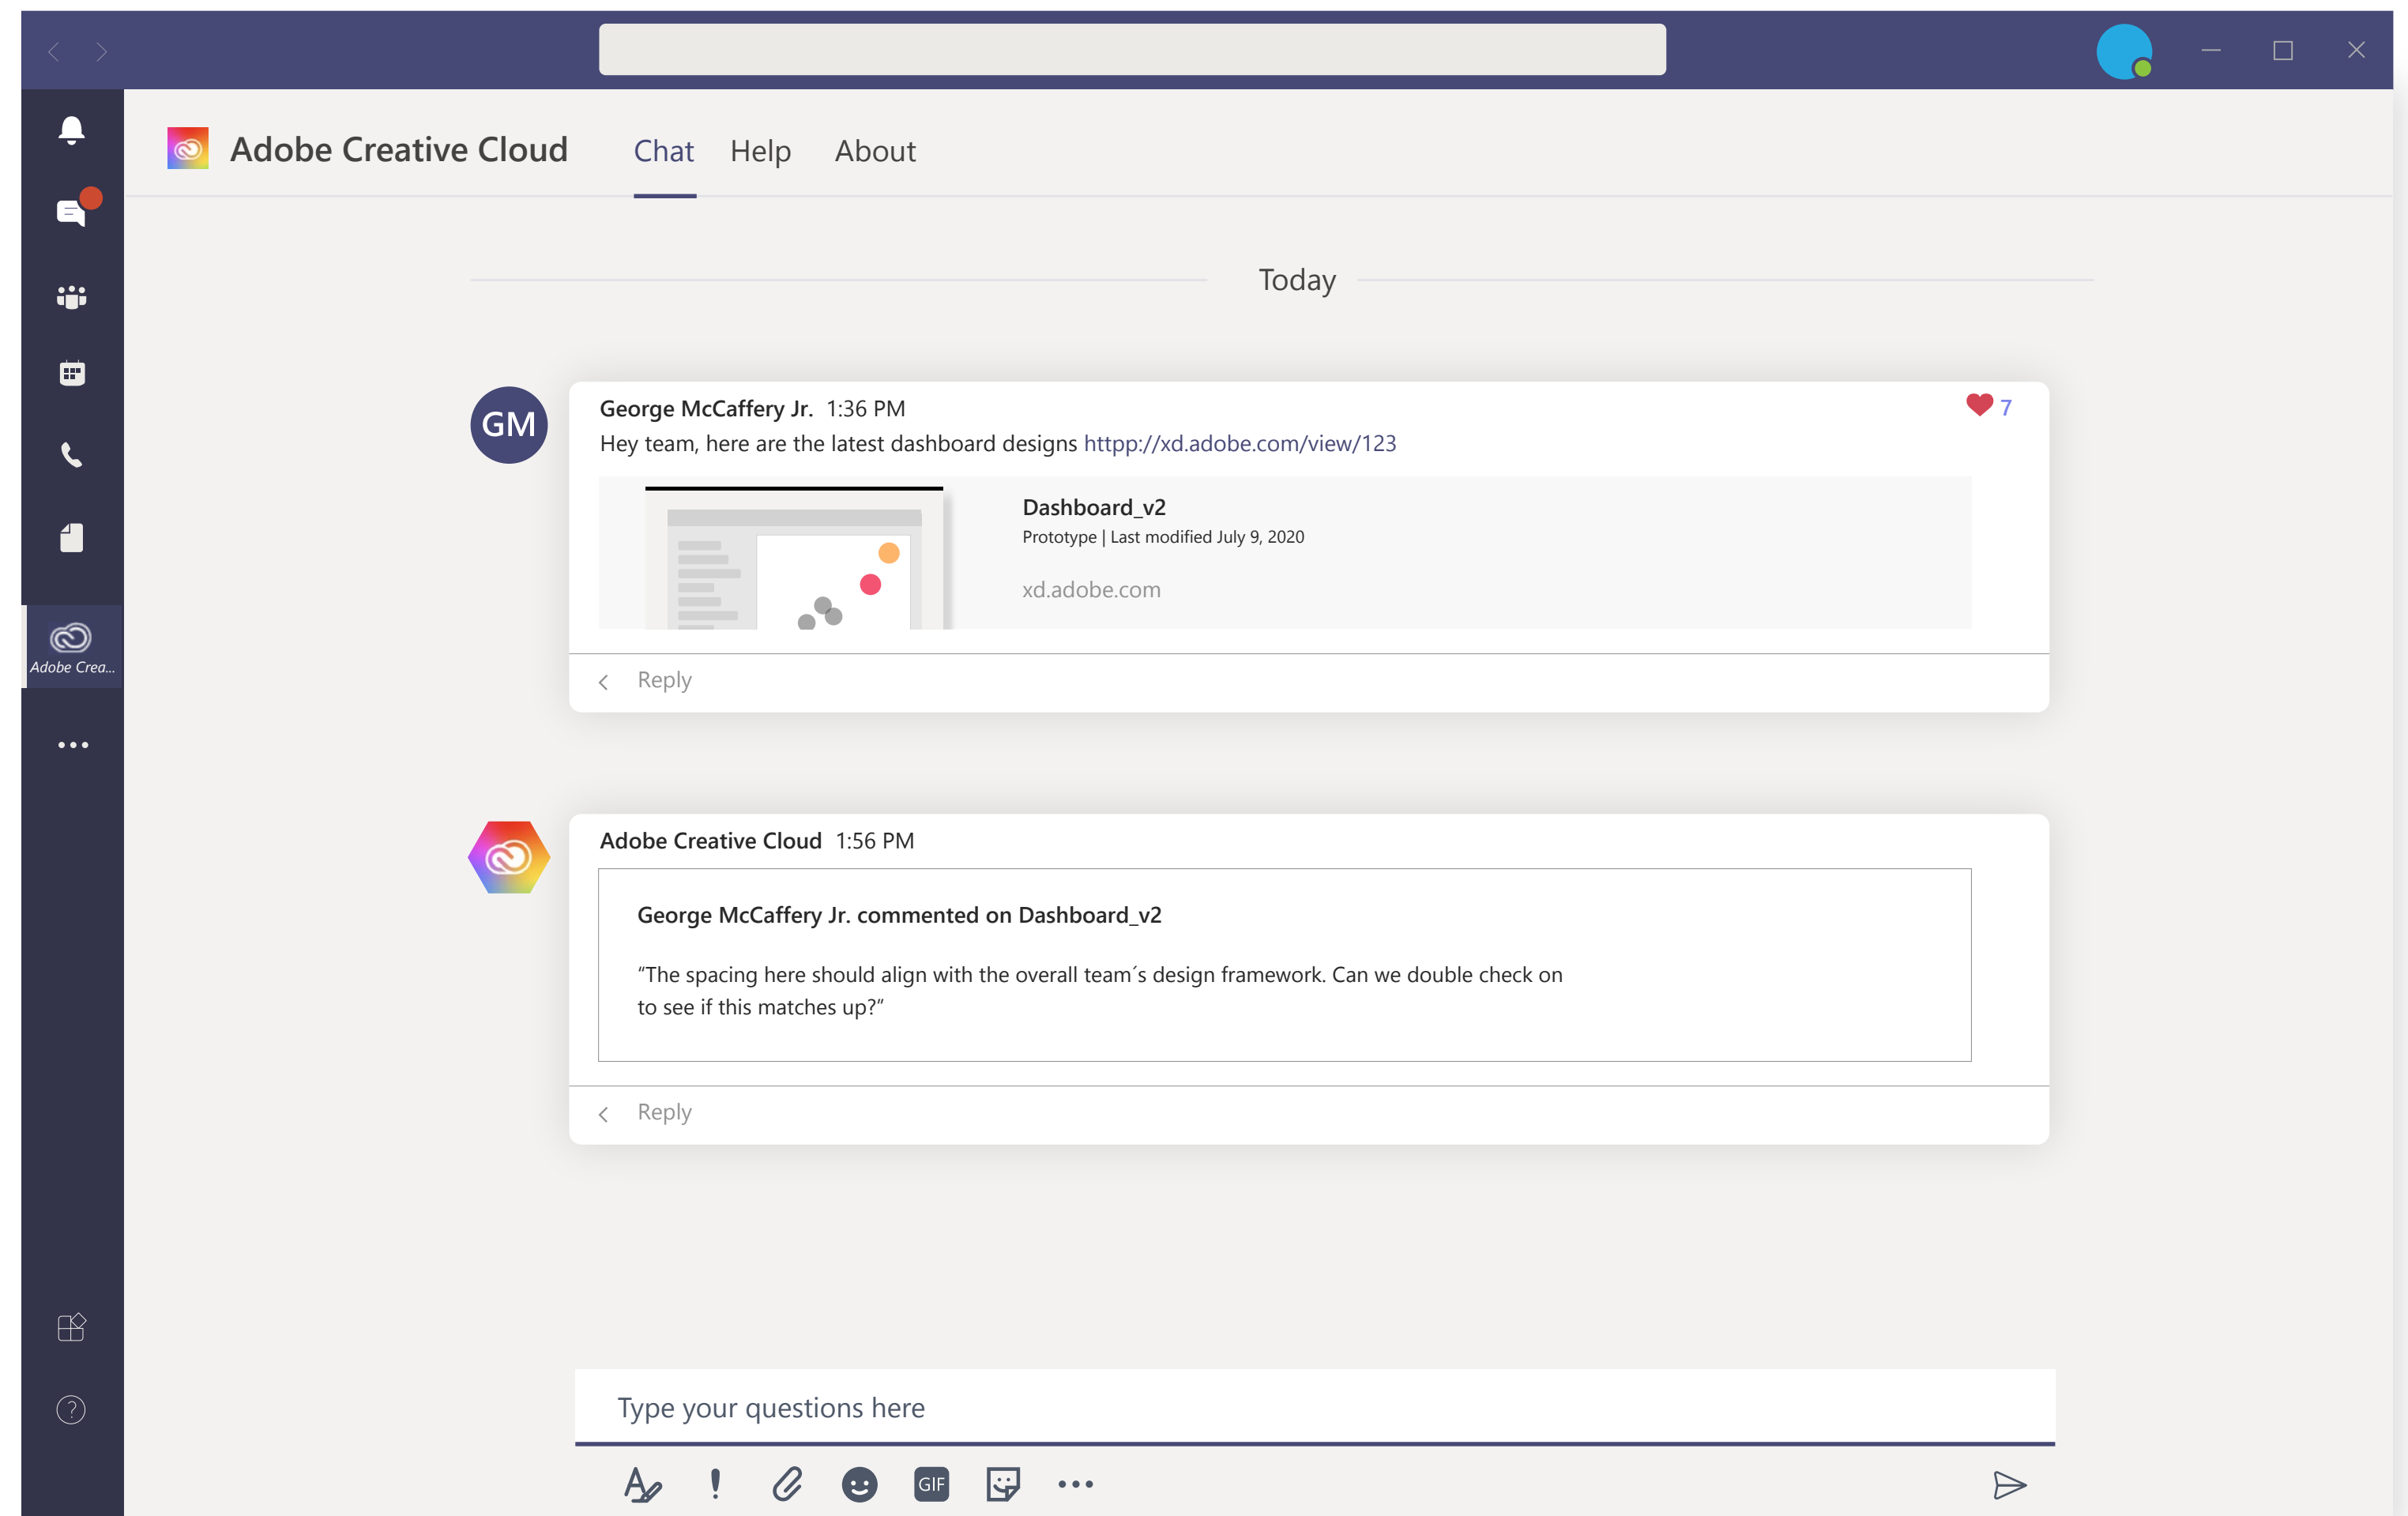 Adobe Creative Cloud Chat Help About
Today
GM
George McCaffery Jr. 1:36 PM
7
Hey team, here are the latest dashboard designs httpp://xd.adobe.com/view/123
Dashboard_v2
Prototype | Last modified July 9, 2020
xd.adobe.com
Adobe Crea...
Reply
Adobe Creative Cloud 1:56 PM
George McCaffery Jr. commented on Dashboard_v2
“The spacing here should align with the overall team´s design framework. Can we double check on
to see if this matches up?”
Reply
Type your questions here
GIF